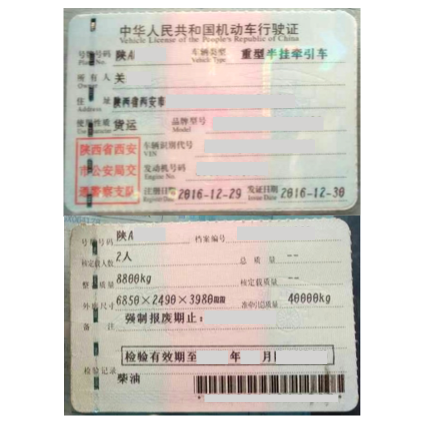 中华人民共和国机动车行驶证
Vehicle License of the People's Republic of China
号牌号码 陕A 车辆类型 重型半挂牵引车
Plate No. Vehicle Type
所有人 关
Owner
住址 陕西省西安市
Address
使用性质 货运 品牌型号
Use Character Model
陕西省西安 车辆识别代号
VIN
市公安局交 发动机号码
Engine No.
通警察支队 注册日期 2016-12-29 发证日期 2016-12-30
Register Date Issue Date
号牌号码 陕A 档案编号
核定载人数 2人 总质量 --
整备质量 8800kg 核定载质量 --
外廓尺寸 6850×2490×3980mm 准牵引总质量 40000kg
备注 强制报废期止:
检验有效期至 年 月
检验记录
柴油